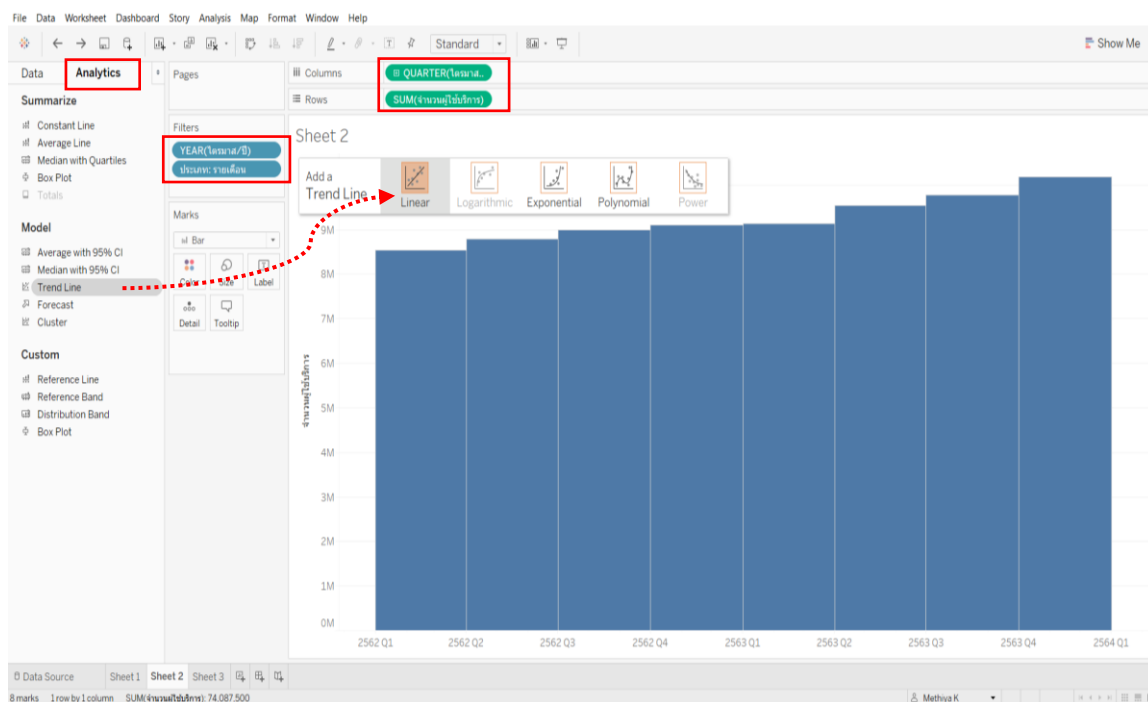 File Data Worksheet Dashboard Story Analysis Map Format Window Help
Standard
Show Me
Data Analytics
Summarize
Constant Line
Average Line
Median with Quartiles
Box Plot
Totals
Model
Average with 95% CI
Median with 95% CI
Trend Line
Forecast
Cluster
Custom
Reference Line
Reference Band
Distribution Band
Box Plot
Pages
Filters
YEAR(ไตรมาส/ปี)
ประเภท: รายเดือน
Marks
Bar
Color Size Label
Detail Tooltip
Columns QUARTER(ไตรมาส..
Rows SUM(จำนวนผู้ใช้บริการ)
Sheet 2
Add a
Trend Line
Linear Logarithmic Exponential Polynomial Power
9M
8M
7M
6M
5M
4M
3M
2M
1M
0M
จำนวนผู้ใช้บริการ
2562 Q1 2562 Q2 2562 Q3 2562 Q4 2563 Q1 2563 Q2 2563 Q3 2563 Q4 2564 Q1
Data Source Sheet 1 Sheet 2 Sheet 3
8 marks 1 row by 1 column SUM(จำนวนผู้ใช้บริการ): 74.087.500
Methiya K